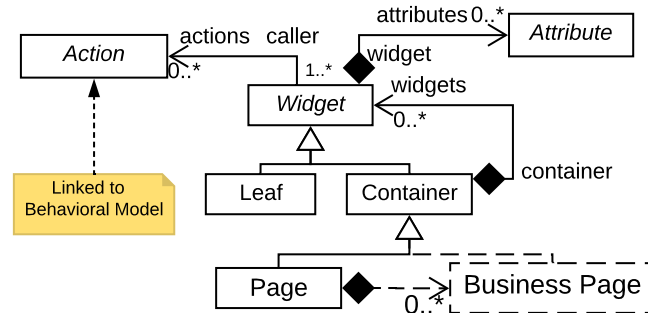 attributes 0..*
Attribute
actions caller
Action
widget
0..*
1..*
widgets
Widget
0..*
container
Linked to
Behavioral Model
Leaf
Container
Page
Business Page
0..*